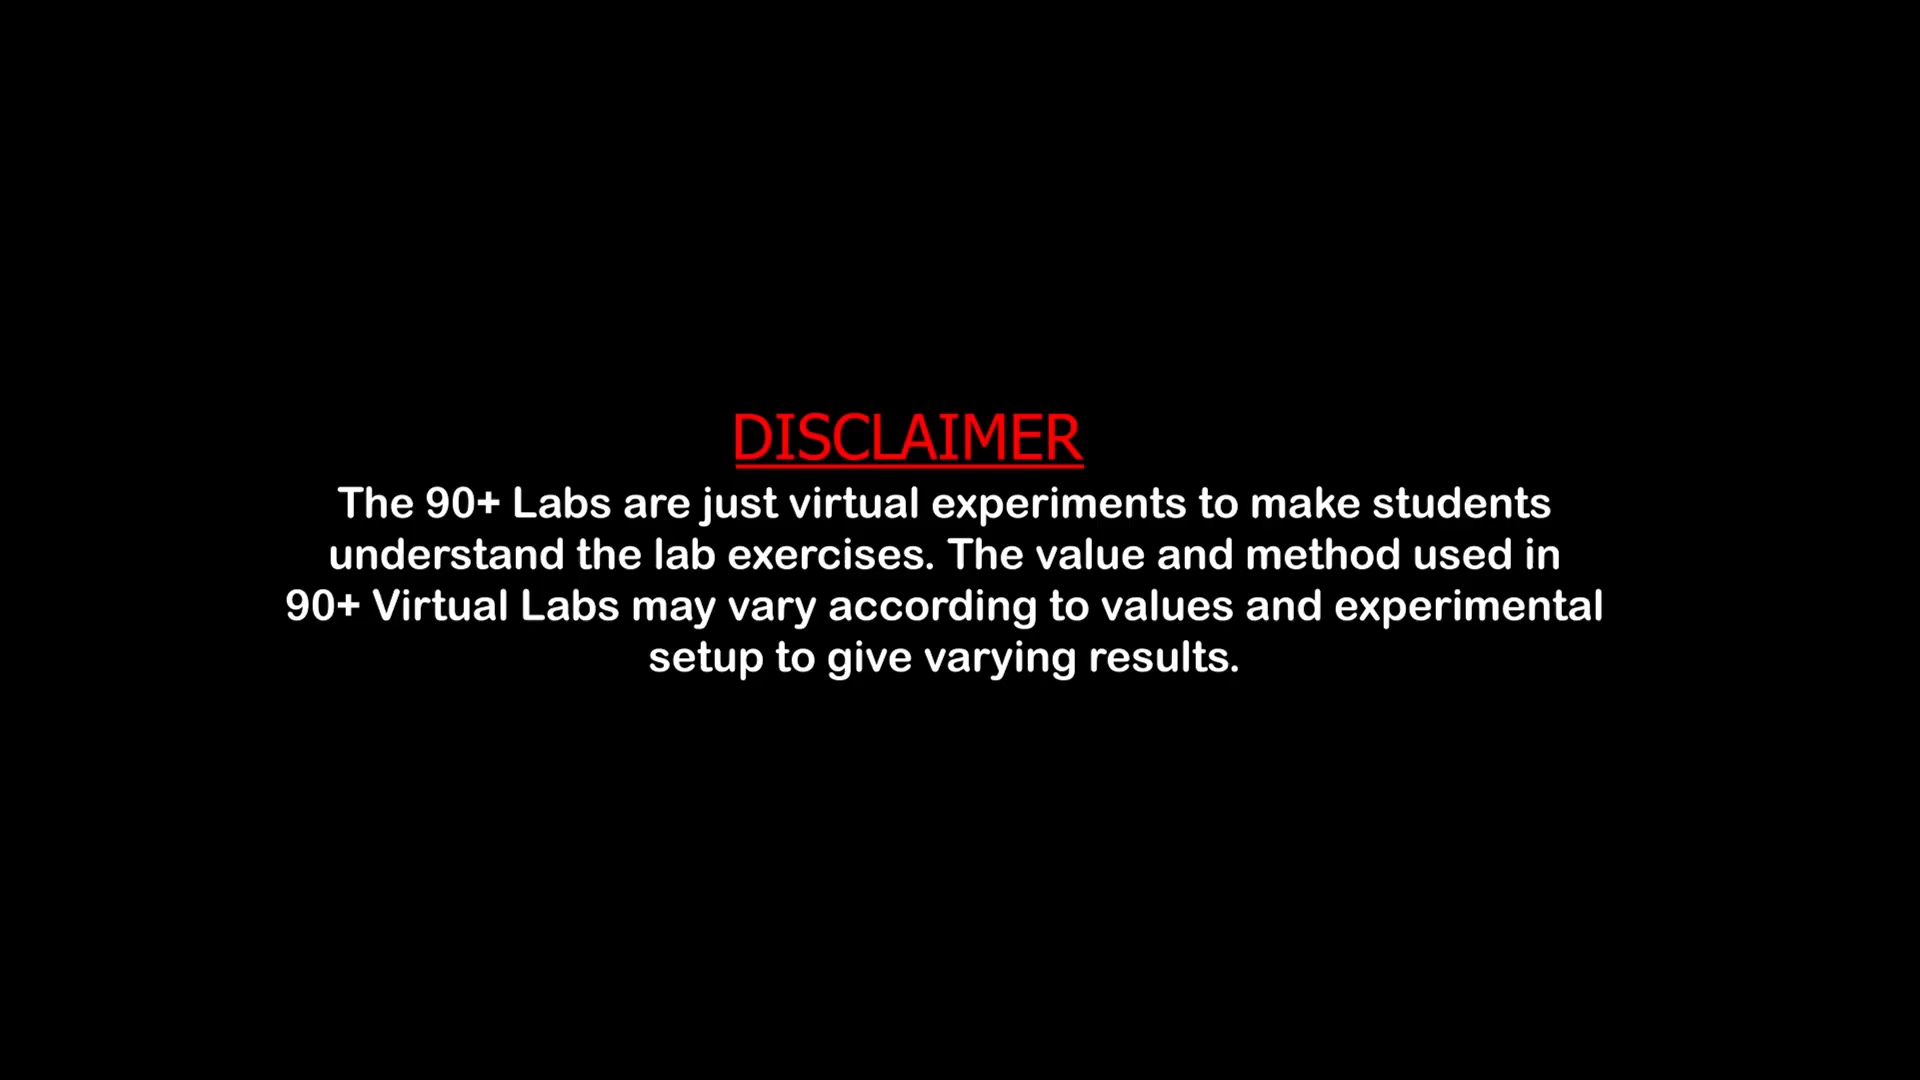 DISCLAIMER
The 90+ Labs are just virtual experiments to make students
understand the lab exercises. The value and method used in
90+ Virtual Labs may vary according to values and experimental
setup to give varying results.